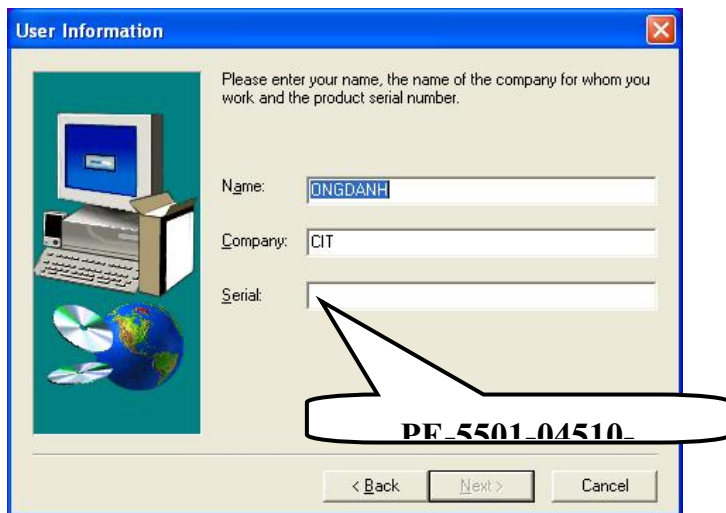 User Information
Please enter your name, the name of the company for whom you
work and the product serial number.
Name: ONGDANH
Company: CIT
Serial:
PF-5501-04510-
< Back Next > Cancel